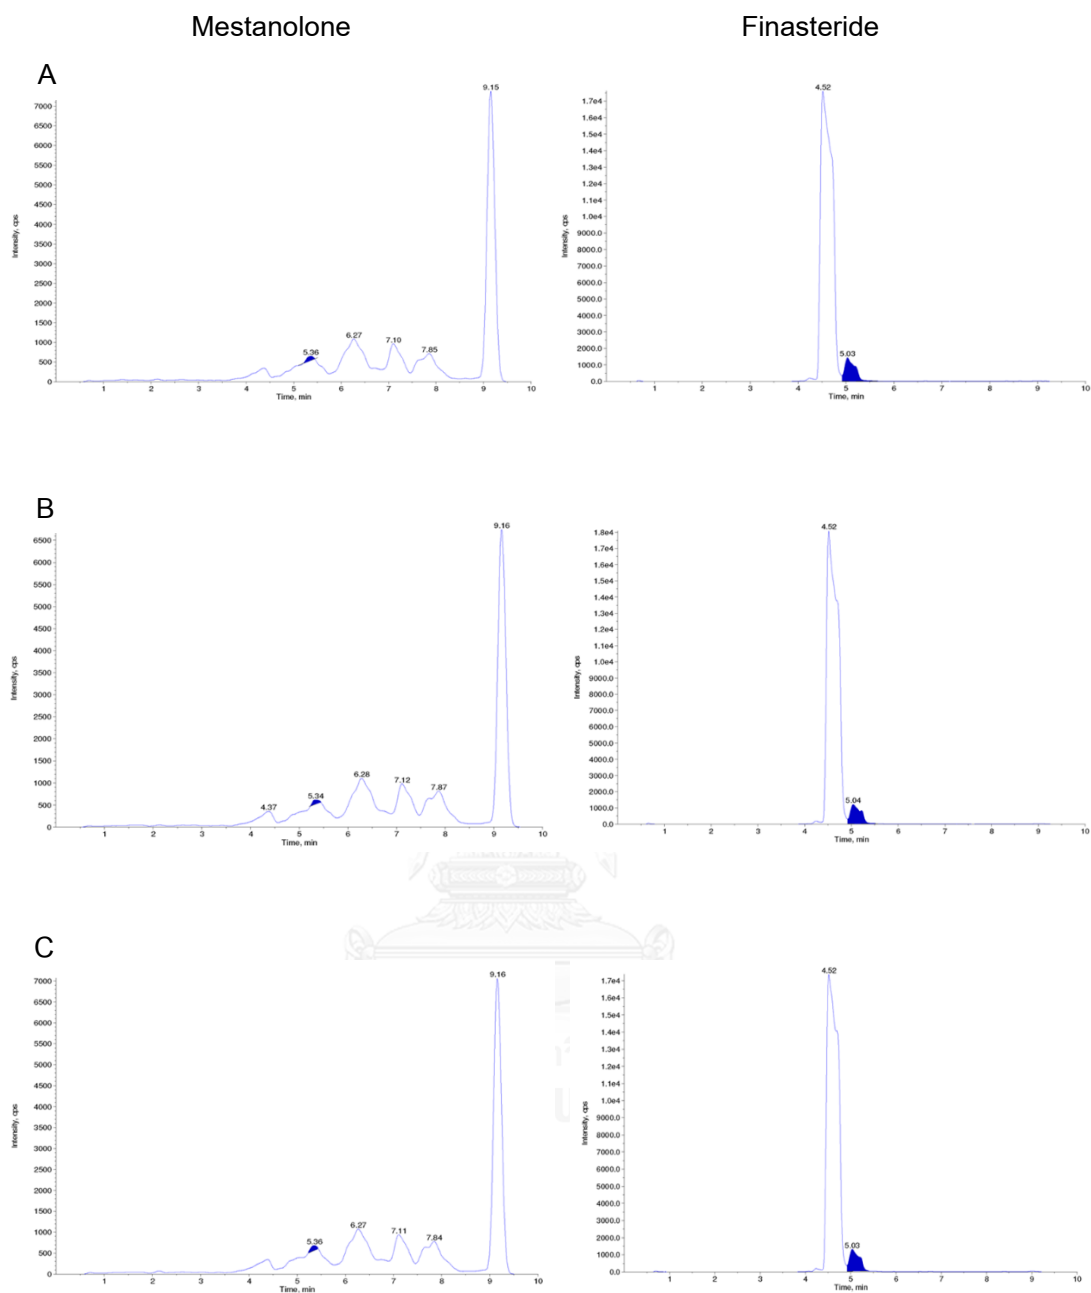 Mestanolone Finasteride
A
9.15
7000
6500
6000
5500
5000
4500
4000
3500
3000
2500
2000
1500
1000
500
0
Intensity, cps
5.36
6.27
7.10
7.85
1 2 3 4 5 6 7 8 9 10
Time, min
4.52
1.7e4
1.6e4
1.5e4
1.4e4
1.3e4
1.2e4
1.1e4
1.0e4
9000.0
8000.0
7000.0
6000.0
5000.0
4000.0
3000.0
2000.0
1000.0
0.0
Intensity, cps
5.03
1 2 3 4 5 6 7 8 9 10
Time, min
B
9.16
6500
6000
5500
5000
4500
4000
3500
3000
2500
2000
1500
1000
500
0
Intensity, cps
4.37
5.34
6.28
7.12
7.87
1 2 3 4 5 6 7 8 9 10
Time, min
4.52
1.8e4
1.7e4
1.6e4
1.5e4
1.4e4
1.3e4
1.2e4
1.1e4
1.0e4
9000.0
8000.0
7000.0
6000.0
5000.0
4000.0
3000.0
2000.0
1000.0
0.0
Intensity, cps
5.04
1 2 3 4 5 6 7 8 9 10
Time, min
C
9.16
7000
6500
6000
5500
5000
4500
4000
3500
3000
2500
2000
1500
1000
500
0
Intensity, cps
5.36
6.27
7.11
7.84
1 2 3 4 5 6 7 8 9 10
Time, min
4.52
1.7e4
1.6e4
1.5e4
1.4e4
1.3e4
1.2e4
1.1e4
1.0e4
9000.0
8000.0
7000.0
6000.0
5000.0
4000.0
3000.0
2000.0
1000.0
0.0
Intensity, cps
5.03
1 2 3 4 5 6 7 8 9 10
Time, min